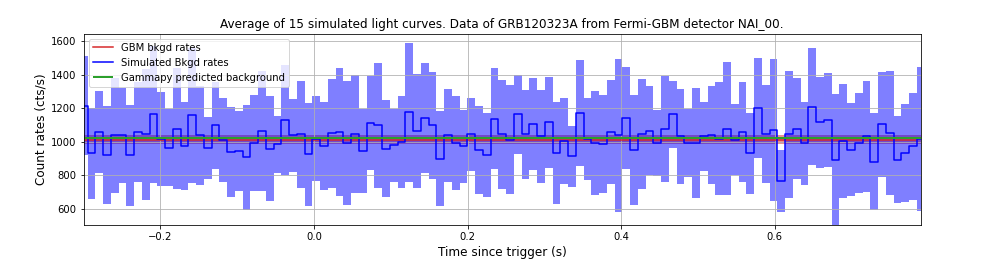 Average of 15 simulated light curves. Data of GRB120323A from Fermi-GBM detector NAI_00.
1600
1400
1200
1000
800
600
Count rates (cts/s)
GBM bkgd rates
Simulated Bkgd rates
Gammapy predicted background
−0.2
0.0
0.2
0.4
0.6
Time since trigger (s)